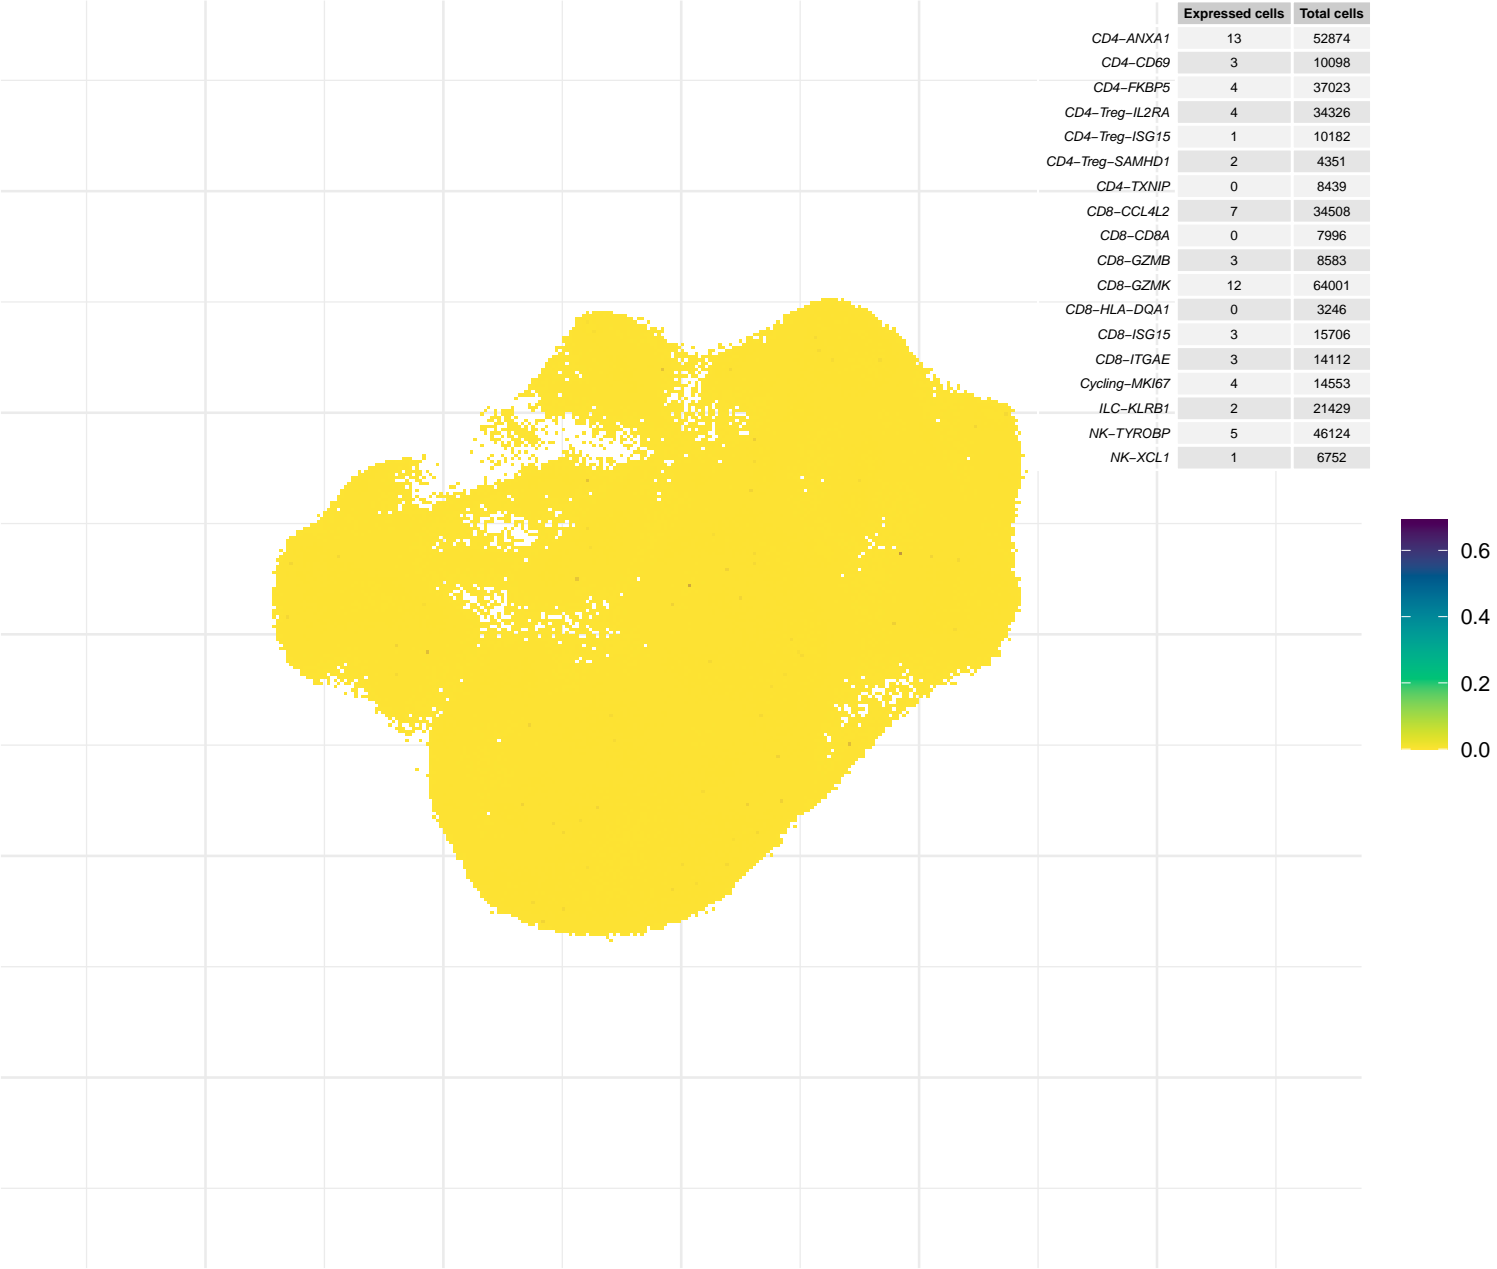 Expressed cells Total cells
CD4−ANXA1 13 52874
CD4−CD69 3 10098
CD4−FKBP5 4 37023
CD4−Treg−IL2RA 4 34326
CD4−Treg−ISG15 1 10182
CD4−Treg−SAMHD1 2 4351
CD4−TXNIP 0 8439
CD8−CCL4L2 7 34508
CD8−CD8A 0 7996
CD8−GZMB 3 8583
CD8−GZMK 12 64001
CD8−HLA−DQA1 0 3246
CD8−ISG15 3 15706
CD8−ITGAE 3 14112
Cycling−MKI67 4 14553
ILC−KLRB1 2 21429
NK−TYROBP 5 46124
NK−XCL1 1 6752
0.6
0.4
0.2
0.0